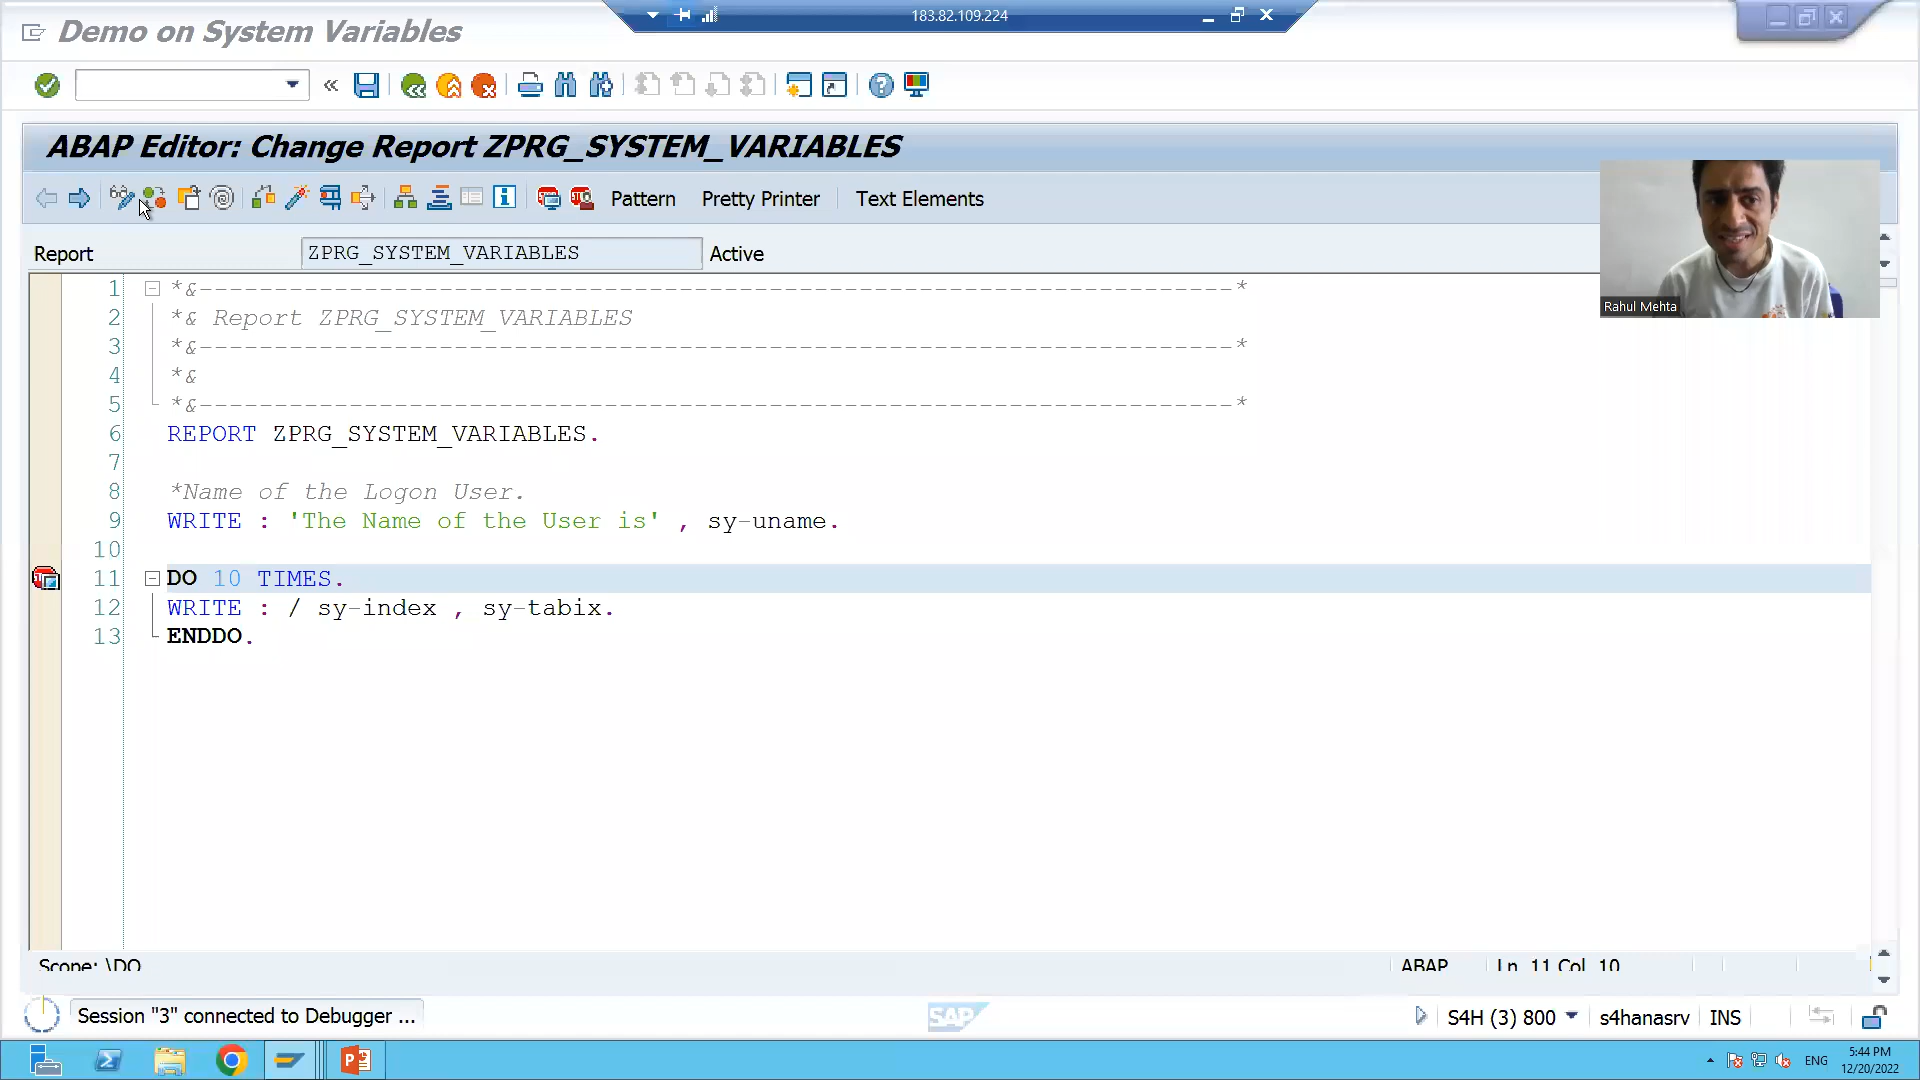 183.82.109.224
Demo on System Variables
ABAP Editor: Change Report ZPRG_SYSTEM_VARIABLES
Pattern Pretty Printer Text Elements
Report ZPRG_SYSTEM_VARIABLES Active
Rahul Mehta
1 *&---------------------------------------------------------------------*
2 *& Report ZPRG_SYSTEM_VARIABLES
3 *&---------------------------------------------------------------------*
4 *&
5 *&---------------------------------------------------------------------*
6 REPORT ZPRG_SYSTEM_VARIABLES.
7
8 *Name of the Logon User.
9 WRITE : 'The Name of the User is' , sy-uname.
10
11 DO 10 TIMES.
12 WRITE : / sy-index , sy-tabix.
13 ENDDO.
Scope: \DO ABAP Ln 11 Col 10
Session "3" connected to Debugger ... SAP S4H (3) 800 s4hanasrv INS
ENG 5:44 PM
12/20/2022